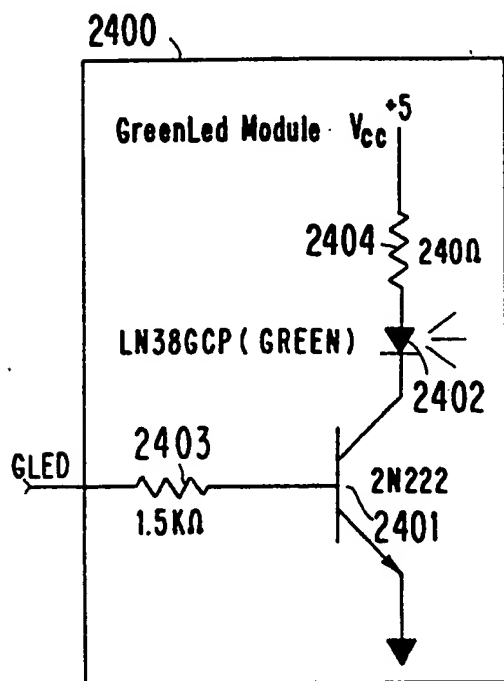 2400
GreenLed Module Vcc +5
2404 240Ω
LN38GCP (GREEN)
2402
2403
GLED
1.5KΩ
2N222
2401